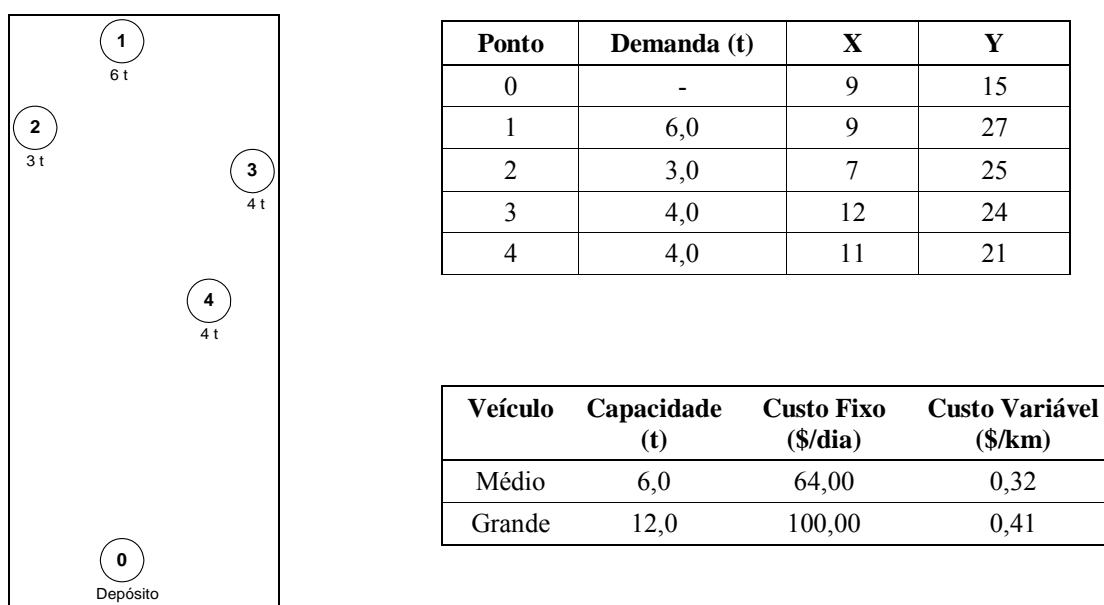 1
6 t
2
3 t
3
4 t
4
4 t
0
Depósito
Ponto Demanda (t) X Y
0 - 9 15
1 6,0 9 27
2 3,0 7 25
3 4,0 12 24
4 4,0 11 21
Veículo Capacidade (t) Custo Fixo ($/dia) Custo Variável ($/km)
Médio 6,0 64,00 0,32
Grande 12,0 100,00 0,41